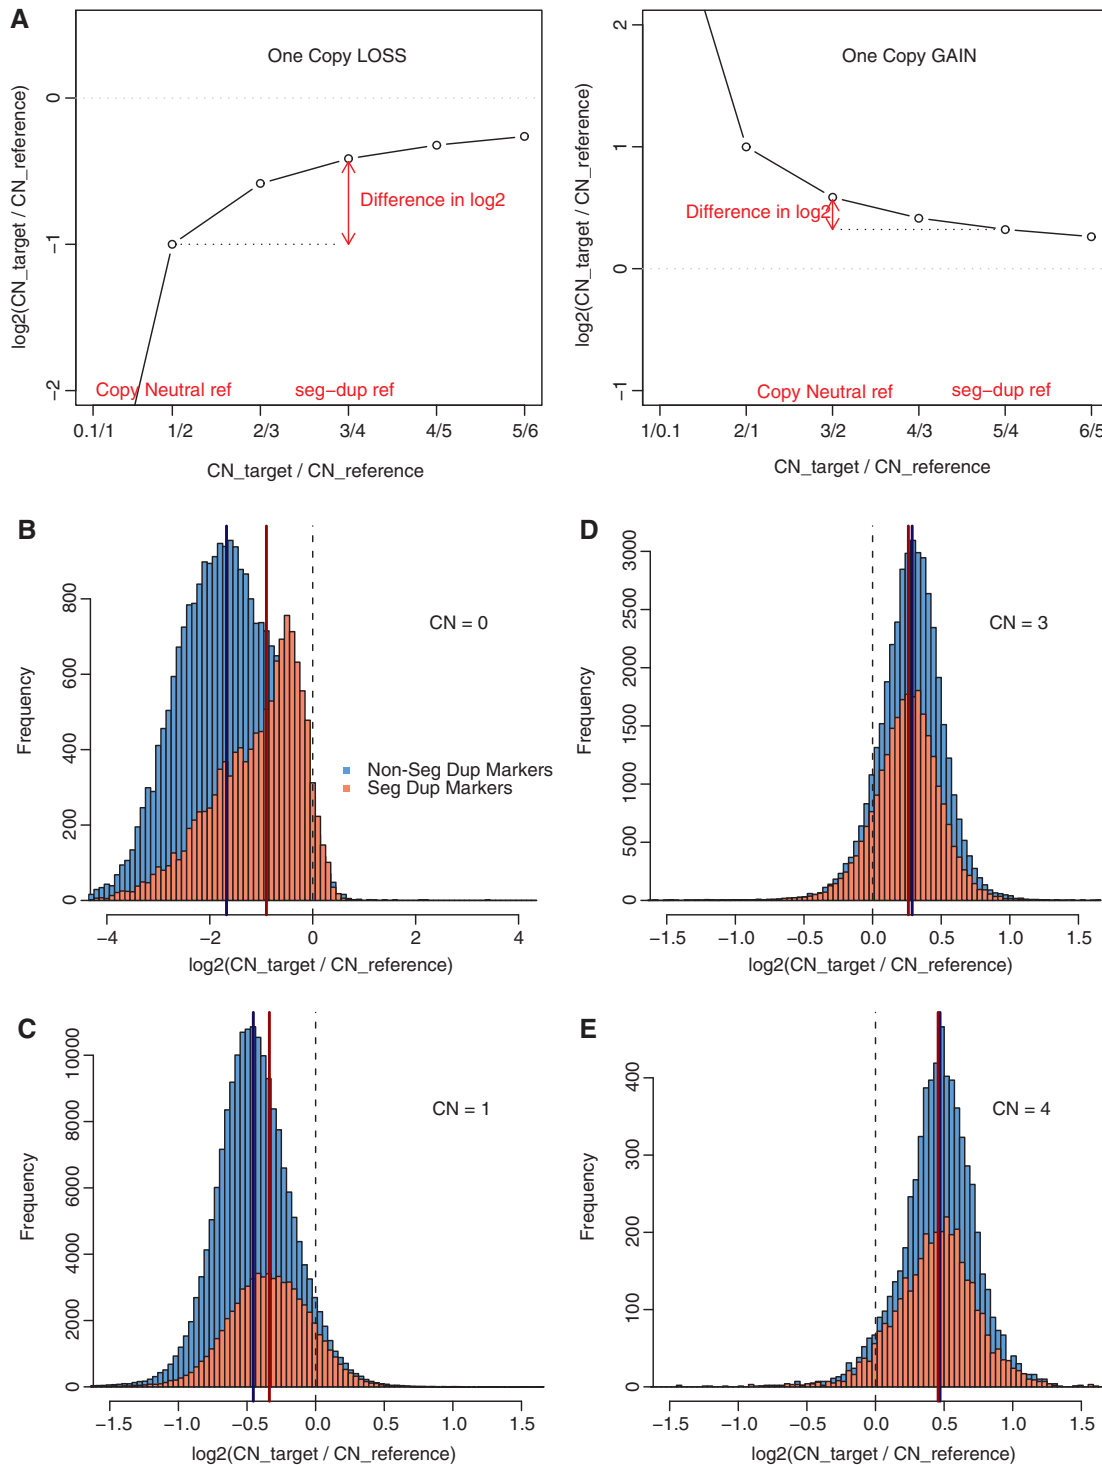 A
One Copy LOSS
log2(CN_target / CN_reference)
0
-1
-2
Difference in log2
Copy Neutral ref
seg-dup ref
0.1/1 1/2 2/3 3/4 4/5 5/6
CN_target / CN_reference
One Copy GAIN
log2(CN_target / CN_reference)
2
1
0
-1
Difference in log2
Copy Neutral ref
seg-dup ref
1/0.1 2/1 3/2 4/3 5/4 6/5
CN_target / CN_reference
B
CN = 0
Frequency
800
600
400
200
0
Non-Seg Dup Markers
Seg Dup Markers
-4 -2 0 2 4
log2(CN_target / CN_reference)
D
CN = 3
Frequency
3000
2500
2000
1500
1000
500
0
-1.5 -1.0 -0.5 0.0 0.5 1.0 1.5
log2(CN_target / CN_reference)
C
CN = 1
Frequency
10000
8000
6000
4000
2000
0
-1.5 -1.0 -0.5 0.0 0.5 1.0 1.5
log2(CN_target / CN_reference)
E
CN = 4
Frequency
400
300
200
100
0
-1.5 -1.0 -0.5 0.0 0.5 1.0 1.5
log2(CN_target / CN_reference)